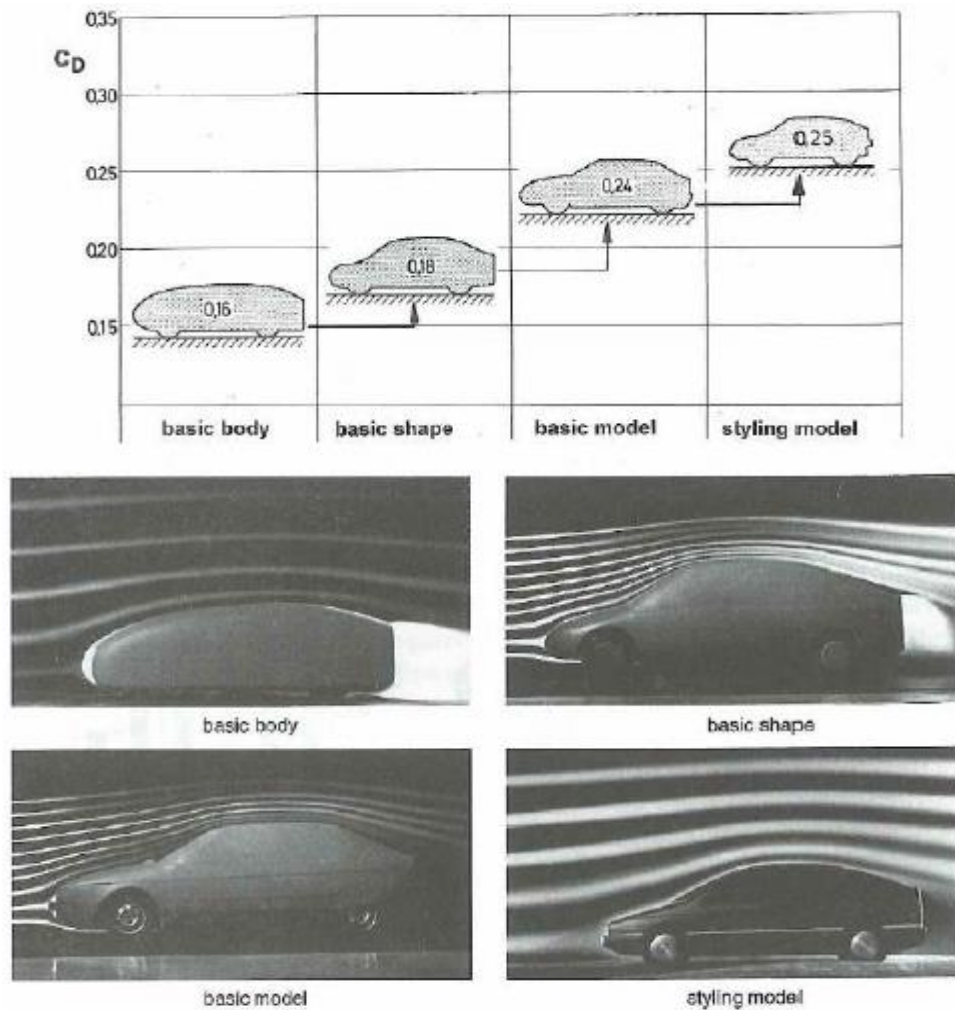 0,35
C_D
0,30
0,25
0,20
0,15
0,16
0,18
0,24
0,25
basic body
basic shape
basic model
styling model
basic body
basic shape
basic model
styling model